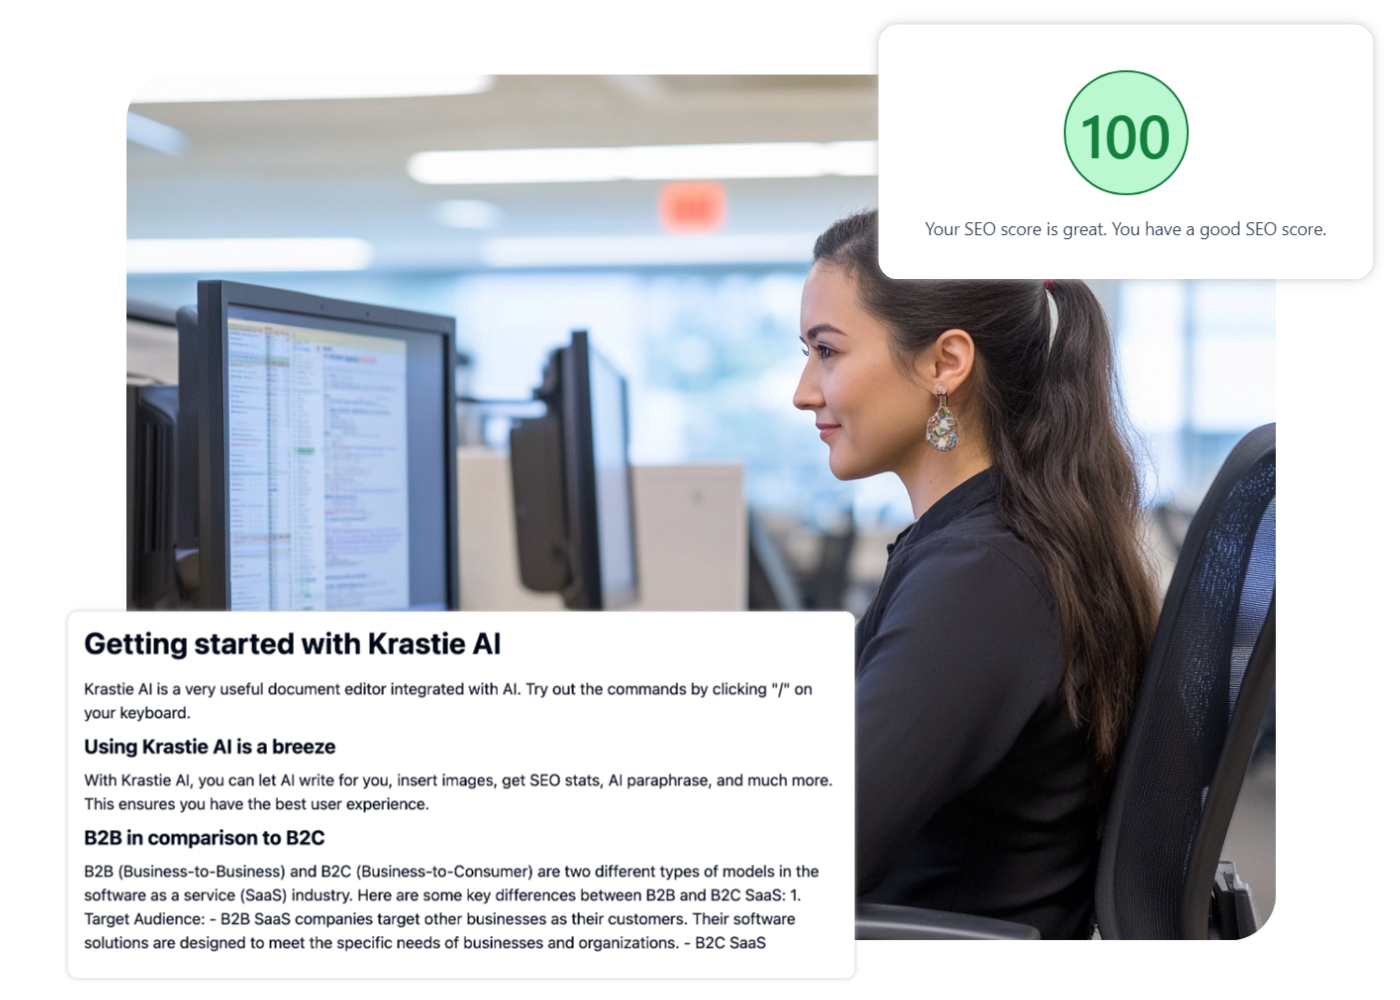 100
Your SEO score is great. You have a good SEO score.
Getting started with Krastie AI
Krastie AI is a very useful document editor integrated with AI. Try out the commands by clicking "/" on
your keyboard.
Using Krastie AI is a breeze
With Krastie AI, you can let AI write for you, insert images, get SEO stats, AI paraphrase, and much more.
This ensures you have the best user experience.
B2B in comparison to B2C
B2B (Business-to-Business) and B2C (Business-to-Consumer) are two different types of models in the
software as a service (SaaS) industry. Here are some key differences between B2B and B2C SaaS: 1.
Target Audience: - B2B SaaS companies target other businesses as their customers. Their software
solutions are designed to meet the specific needs of businesses and organizations. - B2C SaaS